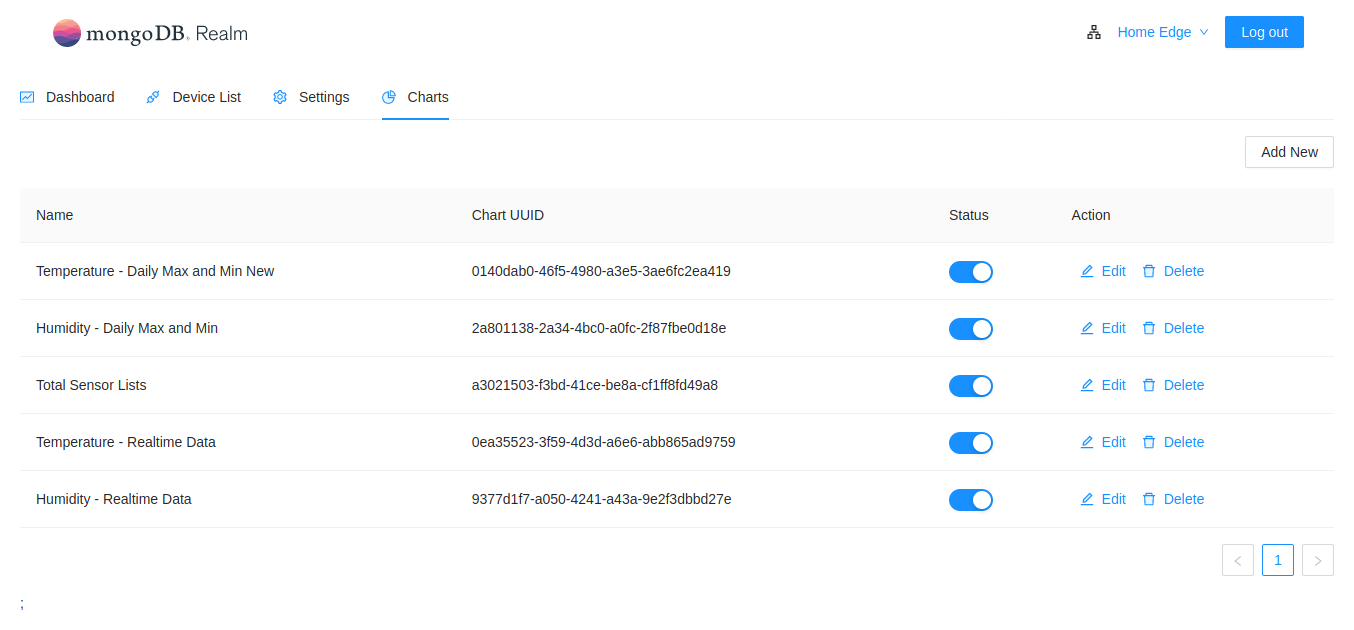 mongoDB. Realm
Home Edge
Log out
Dashboard Device List Settings Charts
Add New
Name Chart UUID Status Action
Temperature - Daily Max and Min New 0140dab0-46f5-4980-a3e5-3ae6fc2ea419 Edit Delete
Humidity - Daily Max and Min 2a801138-2a34-4bc0-a0fc-2f87fbe0d18e Edit Delete
Total Sensor Lists a3021503-f3bd-41ce-be8a-cf1ff8fd49a8 Edit Delete
Temperature - Realtime Data 0ea35523-3f59-4d3d-a6e6-abb865ad9759 Edit Delete
Humidity - Realtime Data 9377d1f7-a050-4241-a43a-9e2f3dbbd27e Edit Delete
< 1 >
;